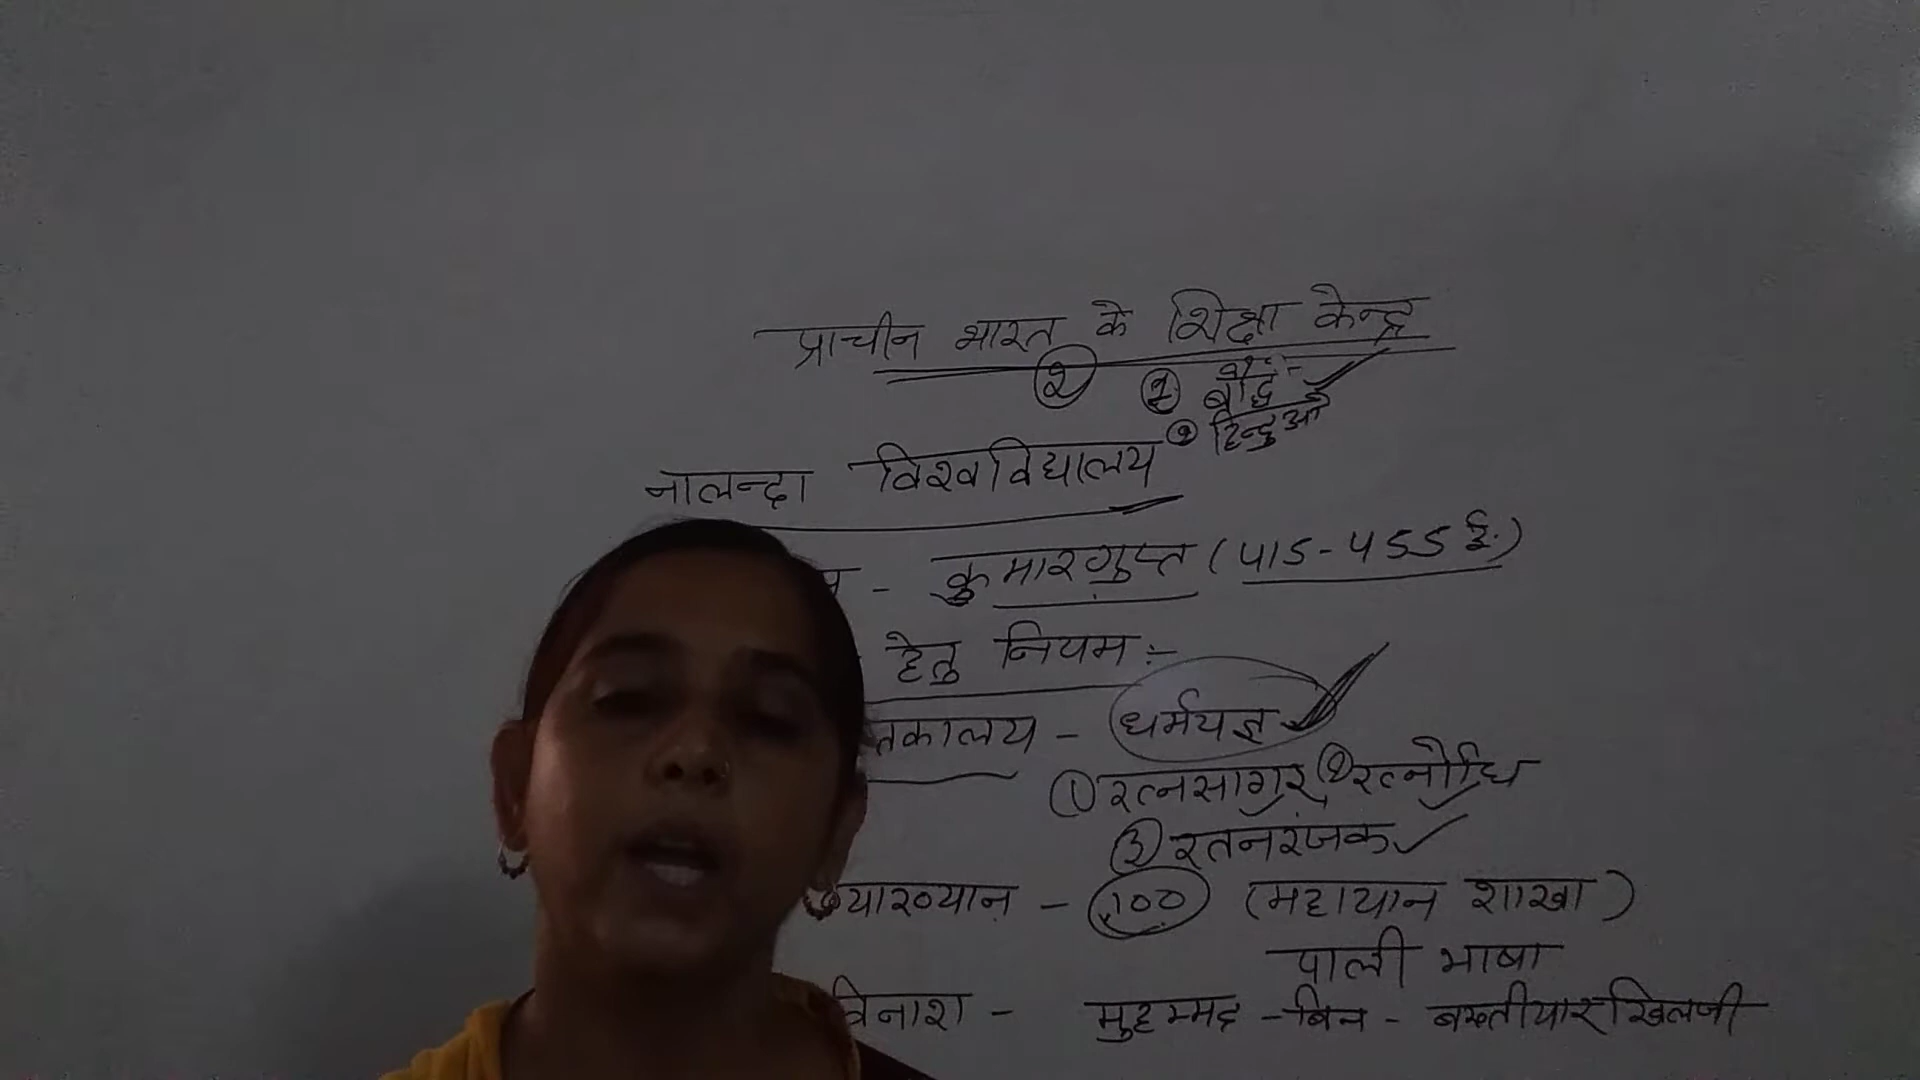 प्राचीन भारत के शिक्षा केन्द्र
② ① बौद्ध
② हिन्दुओ
नालन्दा विश्वविद्यालय
- कुमारगुप्त ( 415 - 455 ई. )
हेतु नियम :-
तकालय - धर्मयज्ञ
① रत्नसागर ② रत्नोदधि
③ रतनरंजक
व्याख्यान - 100 ( महायान शाखा )
पाली भाषा
विनाश - मुहम्मद - बिन - बख्तीयार खिलजी